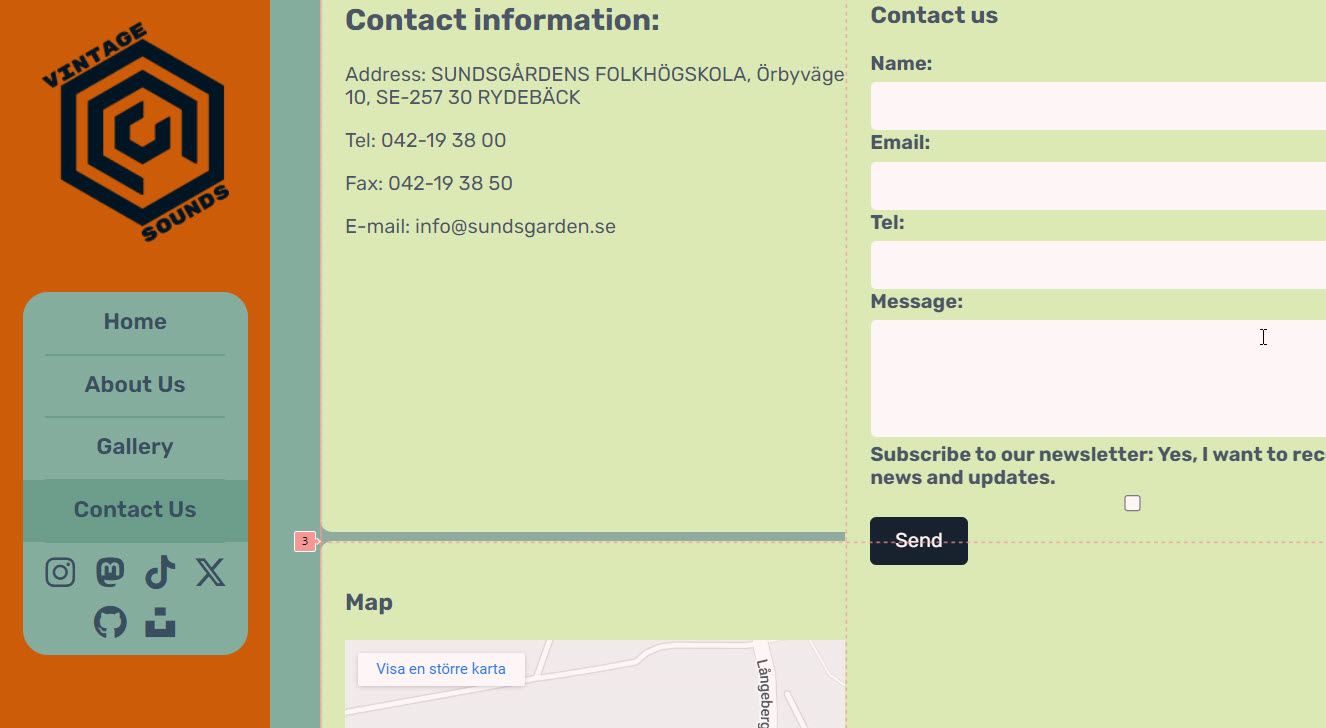 VINTAGE
SOUNDS
Home
About Us
Gallery
Contact Us
Contact information:
Address: SUNDSGÅRDENS FOLKHÖGSKOLA, Örbyväge
10, SE-257 30 RYDEBÄCK
Tel: 042-19 38 00
Fax: 042-19 38 50
E-mail: info@sundsgarden.se
3
Map
Visa en större karta
Långeberg
Contact us
Name:
Email:
Tel:
Message:
Subscribe to our newsletter: Yes, I want to rec
news and updates.
Send